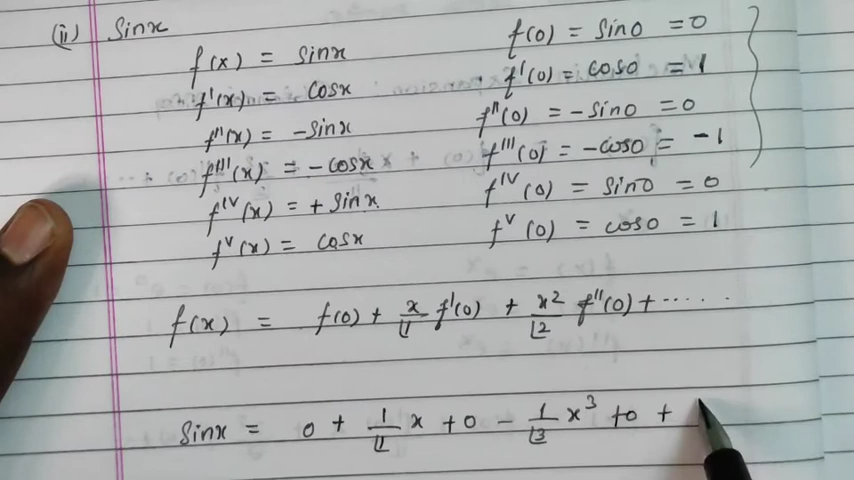 (ii) Sinx
f(x) = sinx f(0) = sin0 = 0
f'(x) = cosx f'(0) = cos0 = 1
f''(x) = -sinx f''(0) = -sin0 = 0
f'''(x) = -cosx f'''(0) = -cos0 = -1
f^IV(x) = + sinx. f^IV(0) = sin0 = 0
f^V(x) = cosx f^V(0) = cos0 = 1
f(x) = f(0) + x/⌊1 f'(0) + x²/⌊2 f''(0) + ......
Sinx = 0 + 1/⌊1 x + 0 - 1/⌊3 x³ + 0 +